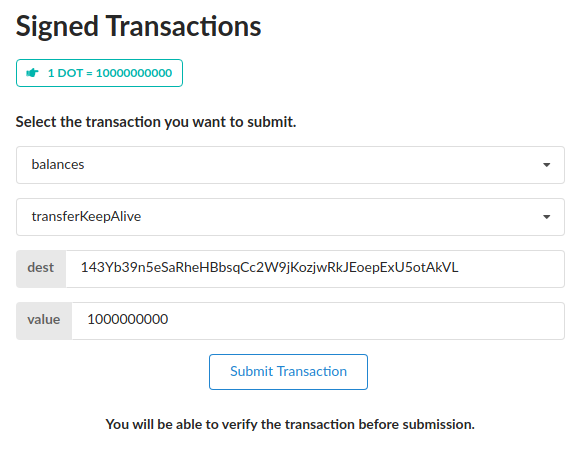 Signed Transactions
1 DOT = 10000000000
Select the transaction you want to submit.
balances
transferKeepAlive
dest 143Yb39n5eSaRheHBbsqCc2W9jKozjwRkJEoepExU5otAkVL
value 1000000000
Submit Transaction
You will be able to verify the transaction before submission.